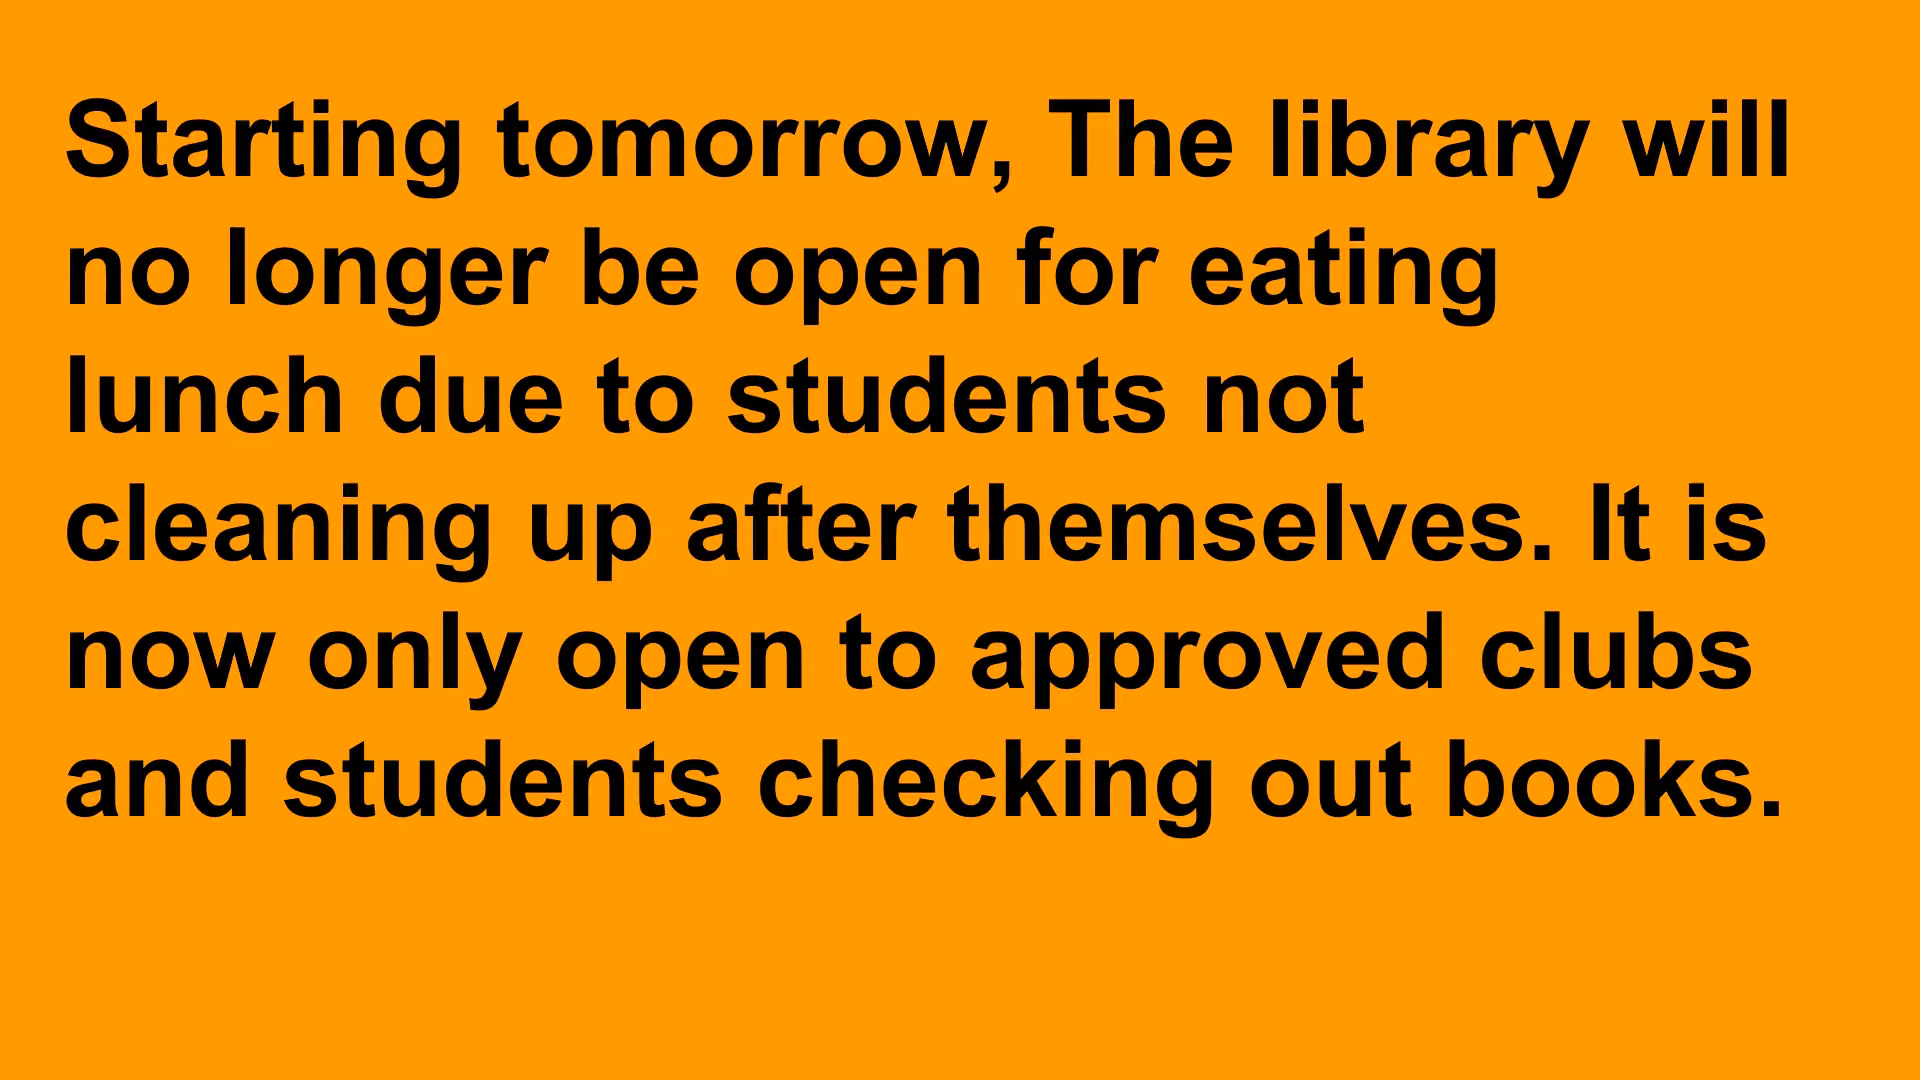 Starting tomorrow, The library will
no longer be open for eating
lunch due to students not
cleaning up after themselves. It is
now only open to approved clubs
and students checking out books.